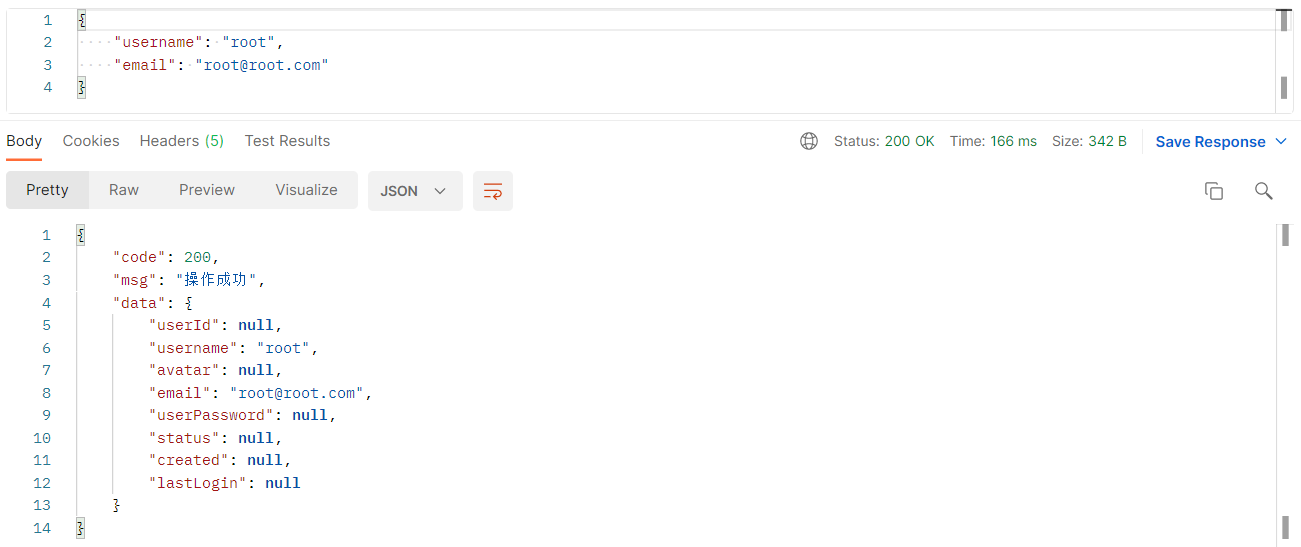 1 {
2 "username": "root",
3 "email": "root@root.com"
4 }
Body Cookies Headers (5) Test Results Status: 200 OK Time: 166 ms Size: 342 B Save Response
Pretty Raw Preview Visualize JSON
1 {
2 "code": 200,
3 "msg": "操作成功",
4 "data": {
5 "userId": null,
6 "username": "root",
7 "avatar": null,
8 "email": "root@root.com",
9 "userPassword": null,
10 "status": null,
11 "created": null,
12 "lastLogin": null
13 }
14 }